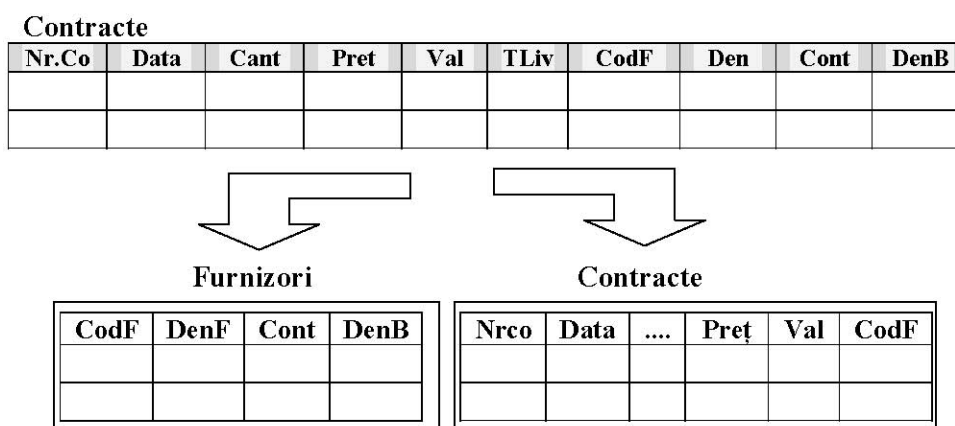 Contracte
Nr.Co Data Cant Pret Val TLiv CodF Den Cont DenB
Furnizori Contracte
CodF DenF Cont DenB Nrco Data .... Preț Val CodF